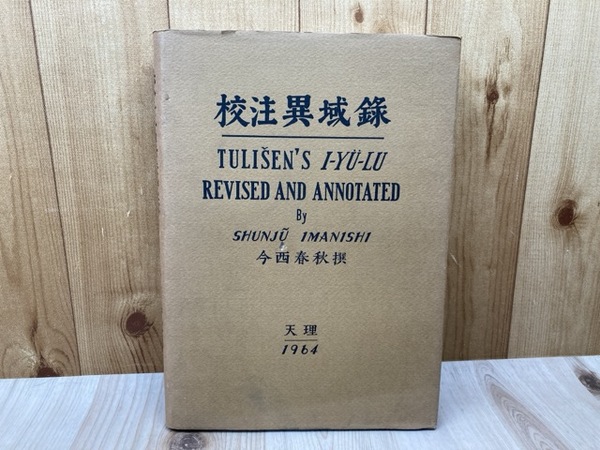 校注異域錄
TULIŠEN'S I-YÜ-LU
REVISED AND ANNOTATED
By
SHUNJŪ IMANISHI
今西春秋撰
天理
1964